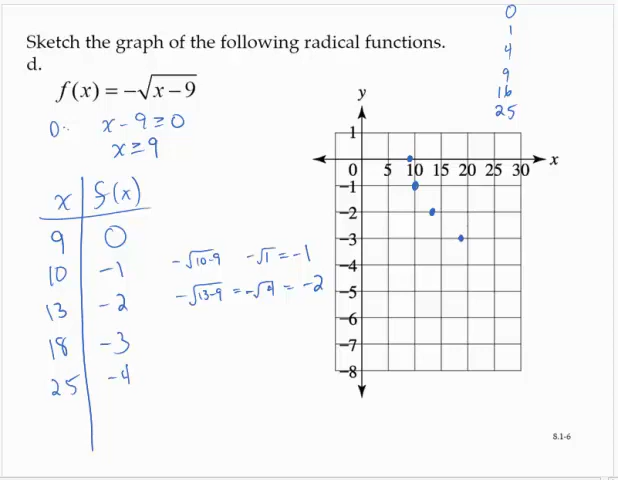 Sketch the graph of the following radical functions.
d.
f(x) = -√(x-9)
0
1
4
9
16
25
x - 9 ≥ 0
x ≥ 9
x f(x)
9 0
10 -1
13 -2
18 -3
25 -4
-√10-9 -√1 = -1
-√13-9 = -√4 = -2
y
1
0 5 10 15 20 25 30 x
-1
-2
-3
-4
-5
-6
-7
-8
8.1-6